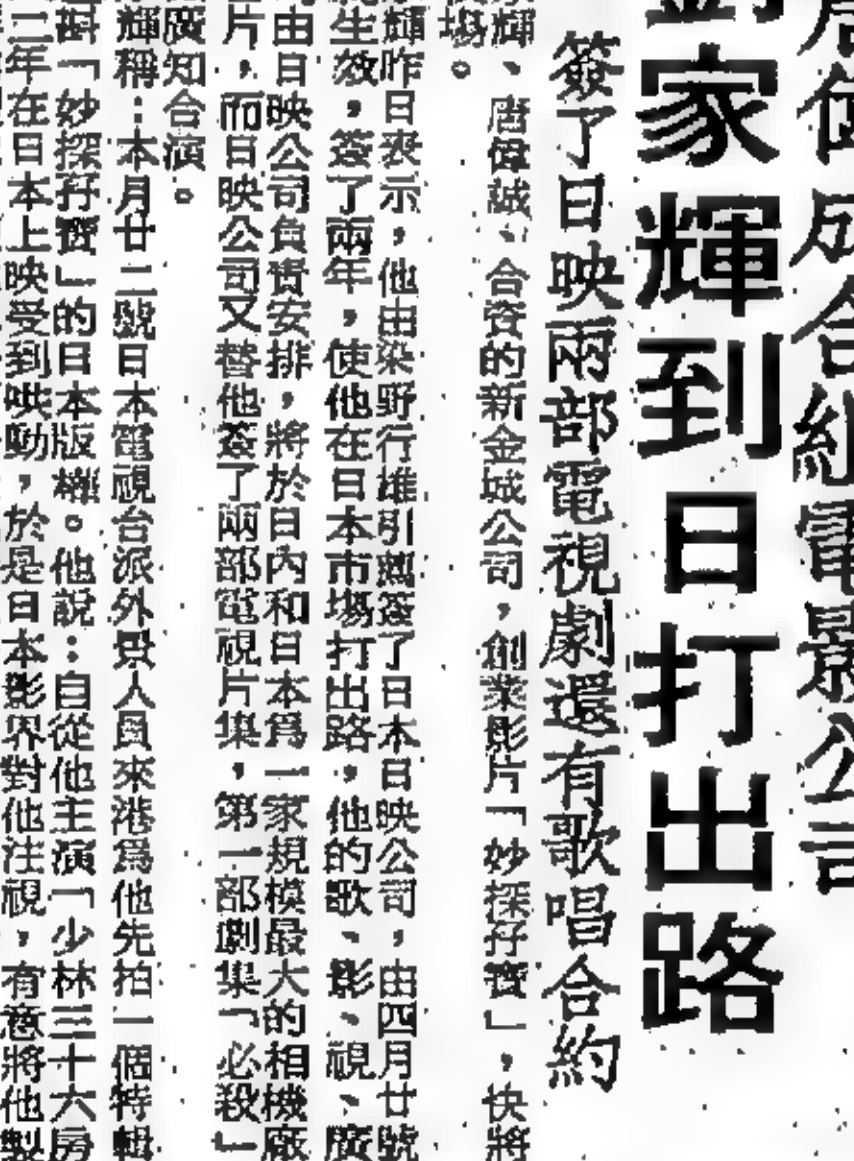 唐偉成合組電影公司
劉家輝到日打出路
簽了日映兩部電視劇還有歌唱合約
家輝、唐偉誠、合資的新金城公司,創業影片「妙探孖寶」,快將
場。
輝昨日表示,他由染野行雄引薦簽了日本日映公司,由四月廿號
生效,簽了兩年,使他在日本市場打出路,他的歌、影、視、廣
由日映公司負責安排,將於日內和日本為一家規模最大的相機廠
片,而日映公司又替他簽了兩部電視片集,第一部劇集「必殺」
廣知合演。
輝稱:本月廿二號日本電視台派外景人員來港為他先拍一個特輯
「妙探孖寶」的日本版權。他說:自從他主演「少林三十六房
二年在日本上映受到哄動,於是日本影界對他注視,有意將他製